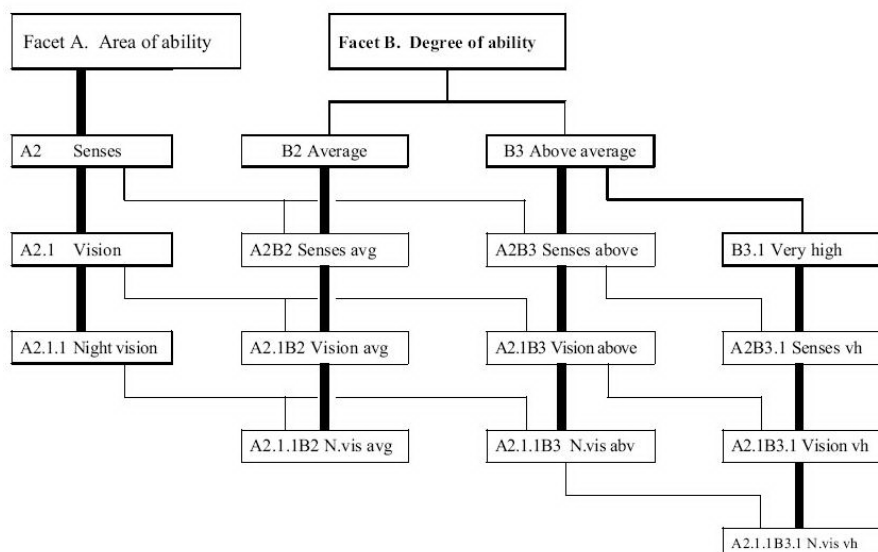 Facet A. Area of ability
Facet B. Degree of ability
A2 Senses
B2 Average
B3 Above average
A2.1 Vision
A2B2 Senses avg
A2B3 Senses above
B3.1 Very high
A2.1.1 Night vision
A2.1B2 Vision avg
A2.1B3 Vision above
A2B3.1 Senses vh
A2.1.1B2 N.vis avg
A2.1.1B3 N.vis abv
A2.1B3.1 Vision vh
A2.1.1B3.1 N.vis vh